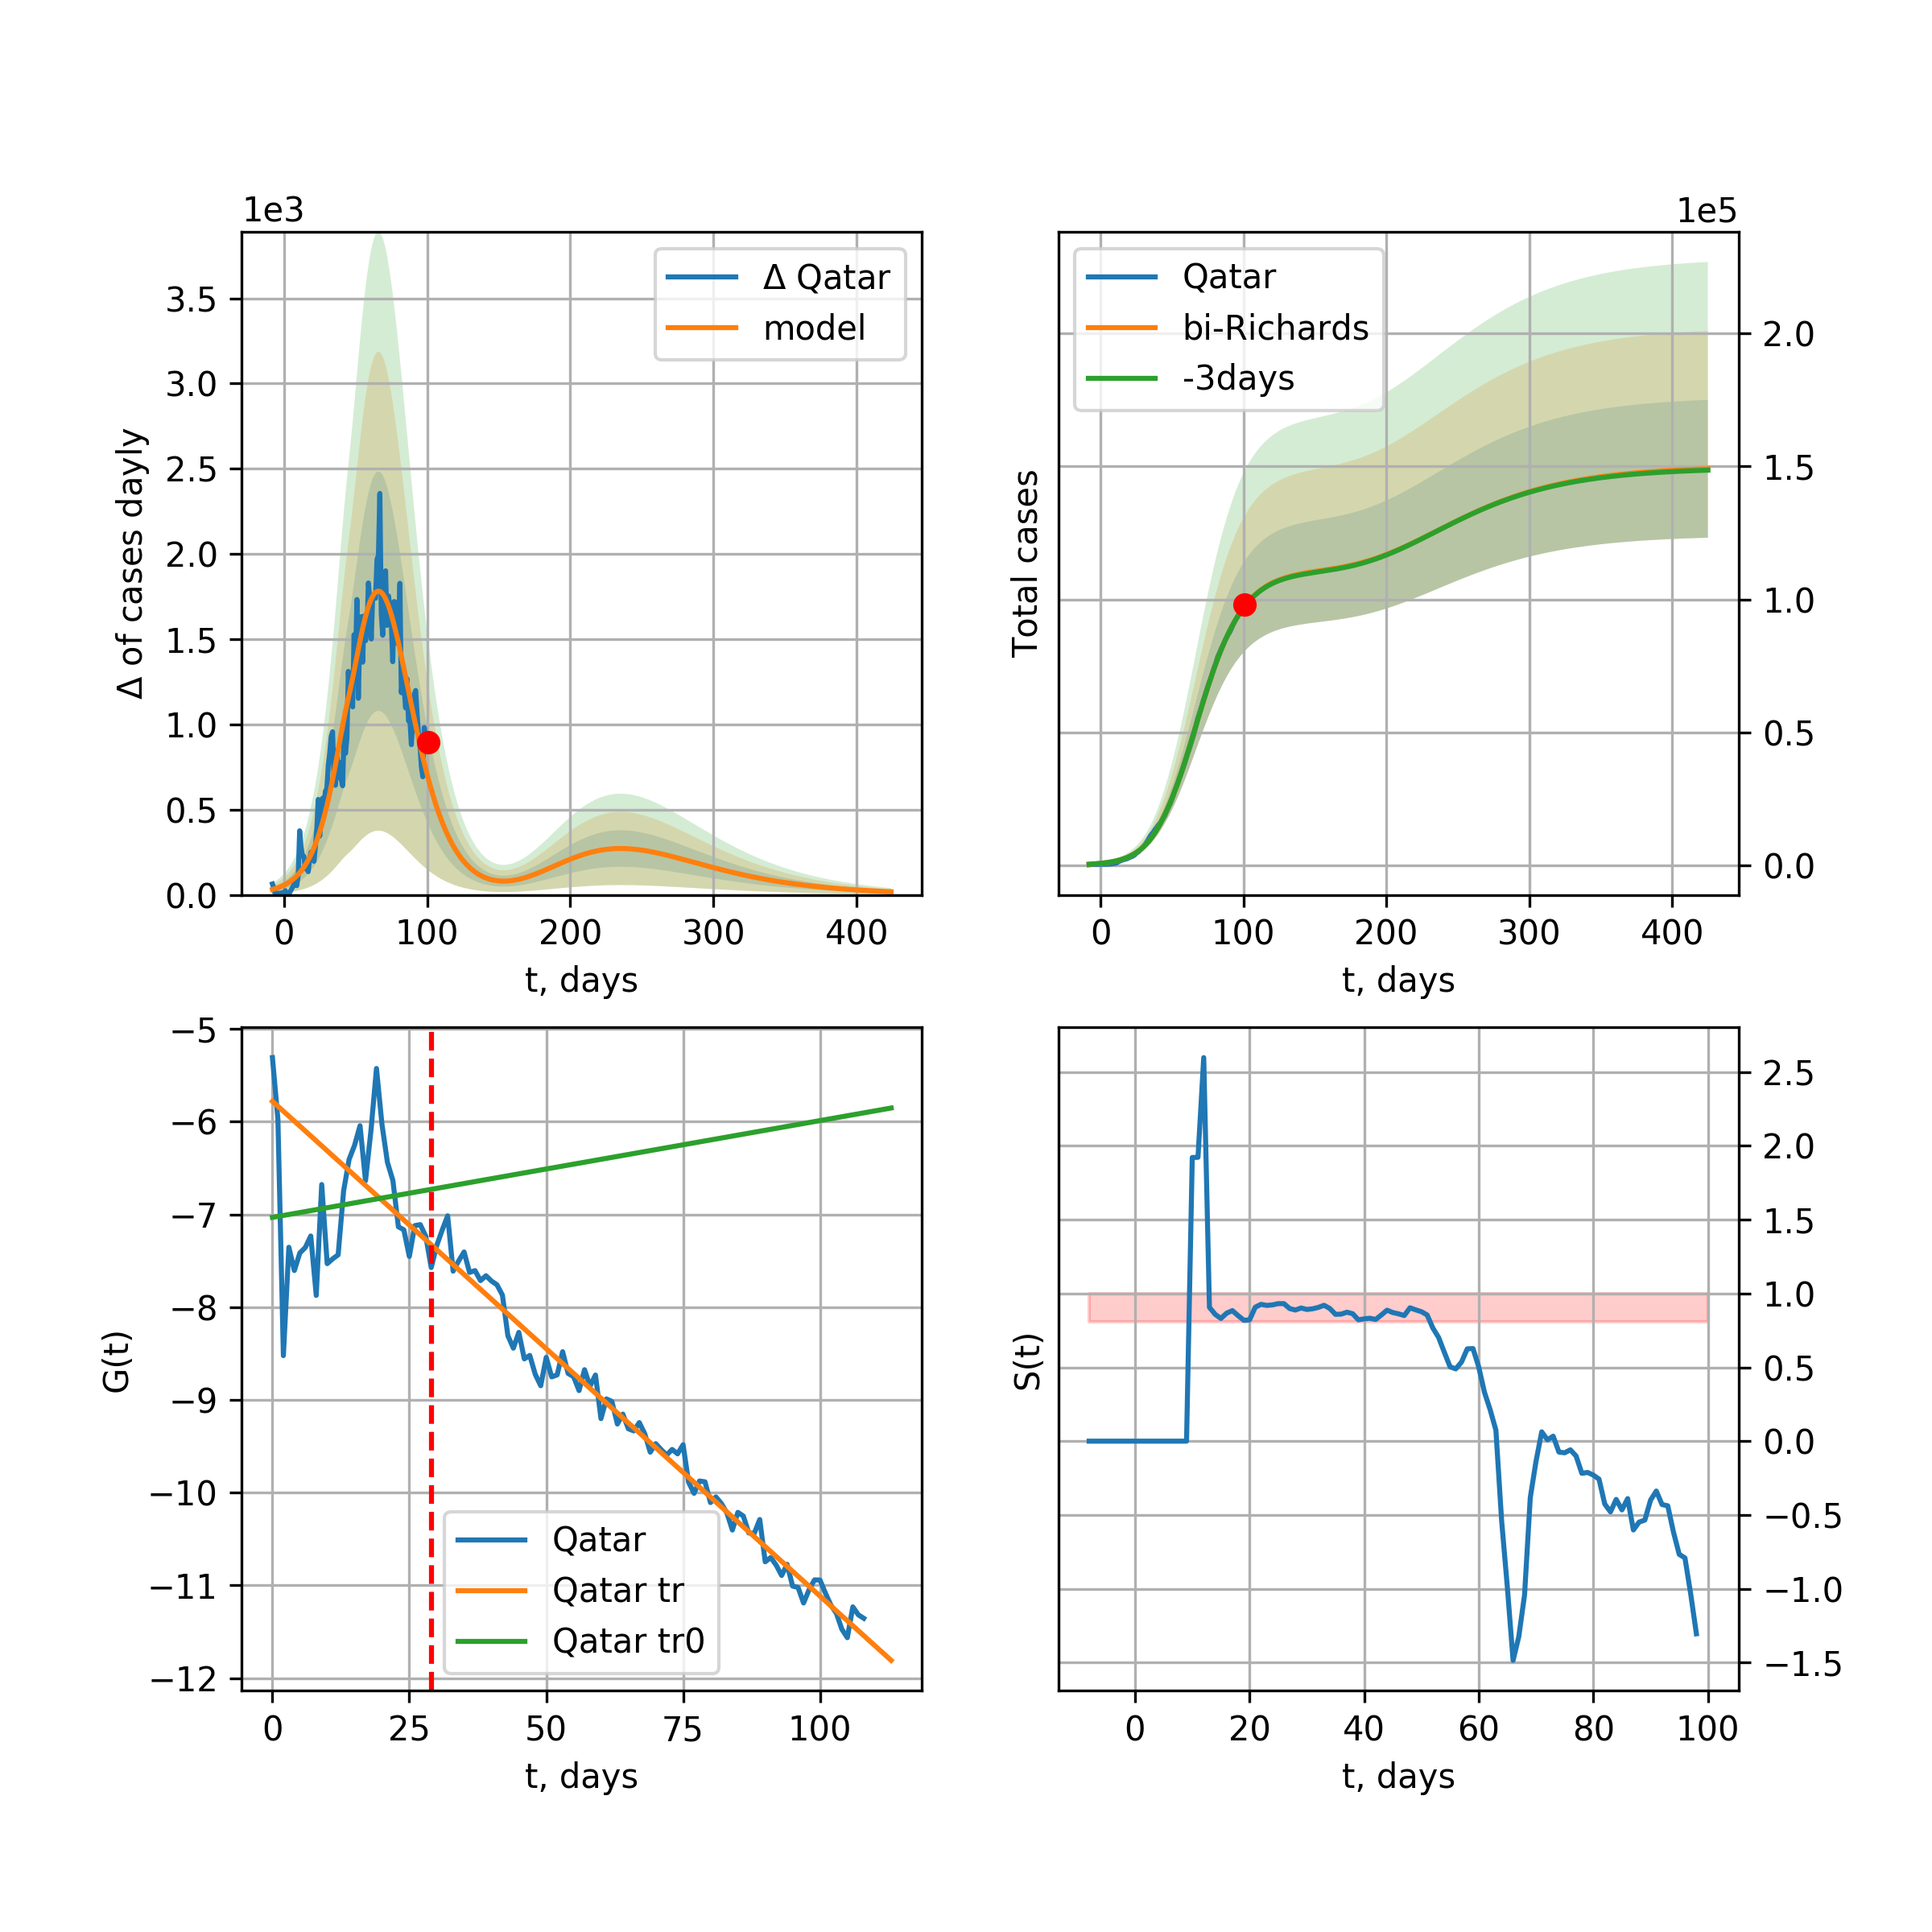 1e3
Δ of cases dayly
3.5
3.0
2.5
2.0
1.5
1.0
0.5
0.0
0 100 200 300 400
t, days
Δ Qatar
model
1e5
Total cases
2.0
1.5
1.0
0.5
0.0
0 100 200 300 400
t, days
Qatar
bi-Richards
-3days
G(t)
−5
−6
−7
−8
−9
−10
−11
−12
0 25 50 75 100
t, days
Qatar
Qatar tr
Qatar tr0
S(t)
2.5
2.0
1.5
1.0
0.5
0.0
−0.5
−1.0
−1.5
0 20 40 60 80 100
t, days